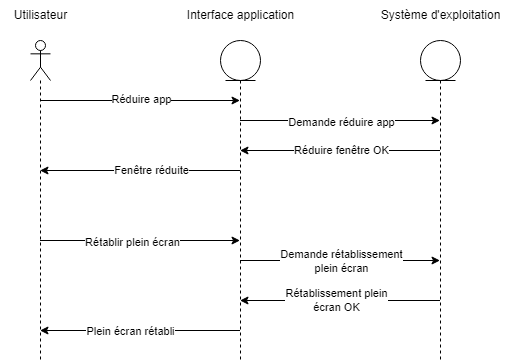 Utilisateur
Interface application
Système d'exploitation
Réduire app
Demande réduire app
Réduire fenêtre OK
Fenêtre réduite
Rétablir plein écran
Demande rétablissement
plein écran
Rétablissement plein
écran OK
Plein écran rétabli